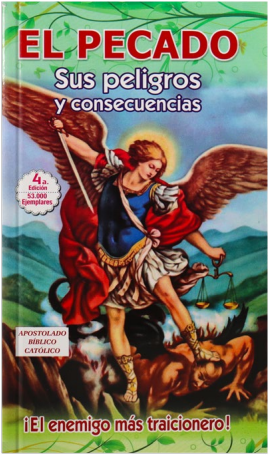 EL PECADO
Sus peligros
y consecuencias
4a.
Edición
53.000
Ejemplares
APOSTOLADO
BÍBLICO
CATÓLICO
¡El enemigo más traicionero!